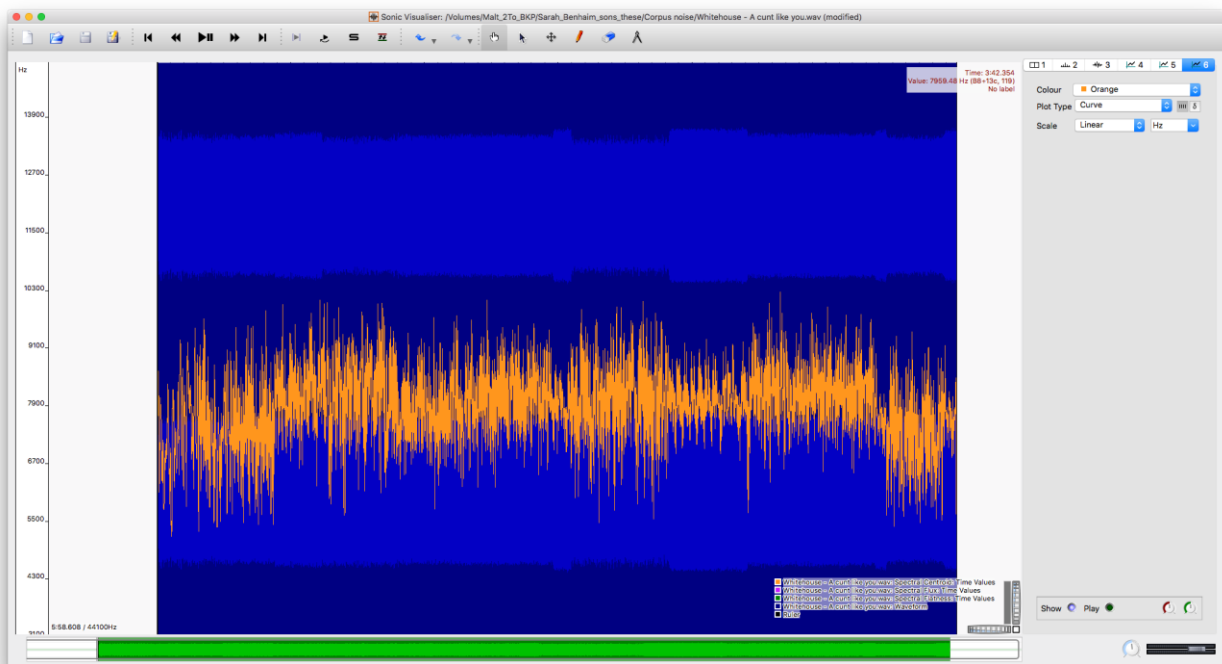 Sonic Visualiser: /Volumes/Malt_2To_BKP/Sarah_Benhaim_sons_these/Corpus noise/Whitehouse - A cunt like you.wav (modified)
1 2 3 4 5 6
Hz
Time: 3:42.354
Value: 7959.48 Hz (B8+13c, 119)
No label
Colour Orange
Plot Type Curve
Scale Linear Hz
13900
12700
11500
10300
9100
7900
6700
5500
4300
3100
Whitehouse - A cunt like you.wav: Spectral Centroid: Time Values
Whitehouse - A cunt like you.wav: Spectral Flux: Time Values
Whitehouse - A cunt like you.wav: Spectral Flatness: Time Values
Whitehouse - A cunt like you.wav: Waveform
Ruler
5:58.608 / 44100Hz
Show Play